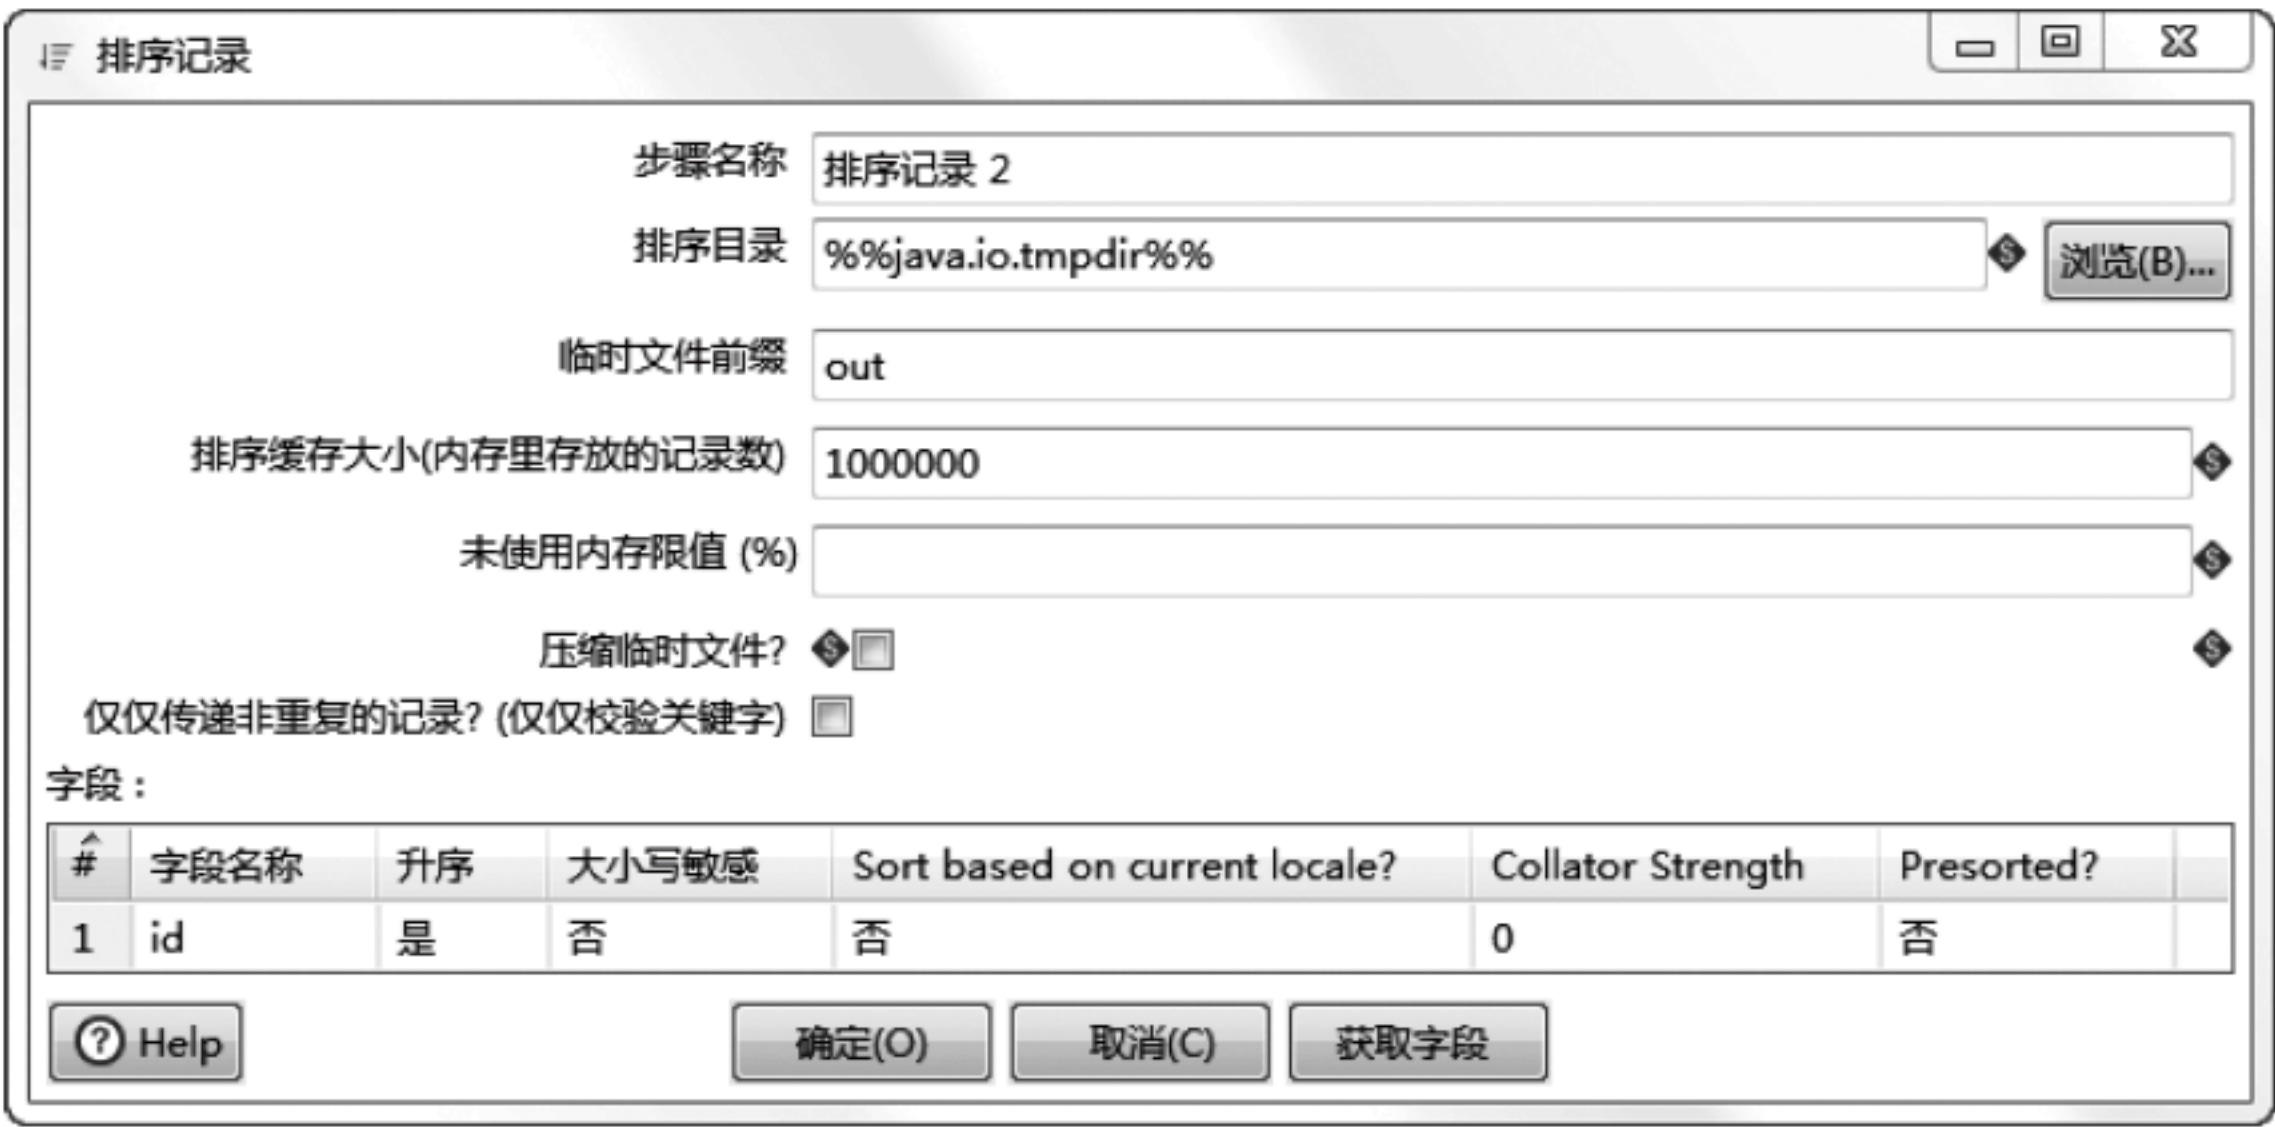 排序记录
步骤名称 排序记录 2
排序目录 %%java.io.tmpdir%% 浏览(B)...
临时文件前缀 out
排序缓存大小(内存里存放的记录数) 1000000
未使用内存限值 (%)
压缩临时文件?
仅仅传递非重复的记录? (仅仅校验关键字)
字段：
# 字段名称 升序 大小写敏感 Sort based on current locale? Collator Strength Presorted?
1 id 是 否 否 0 否
Help 确定(O) 取消(C) 获取字段